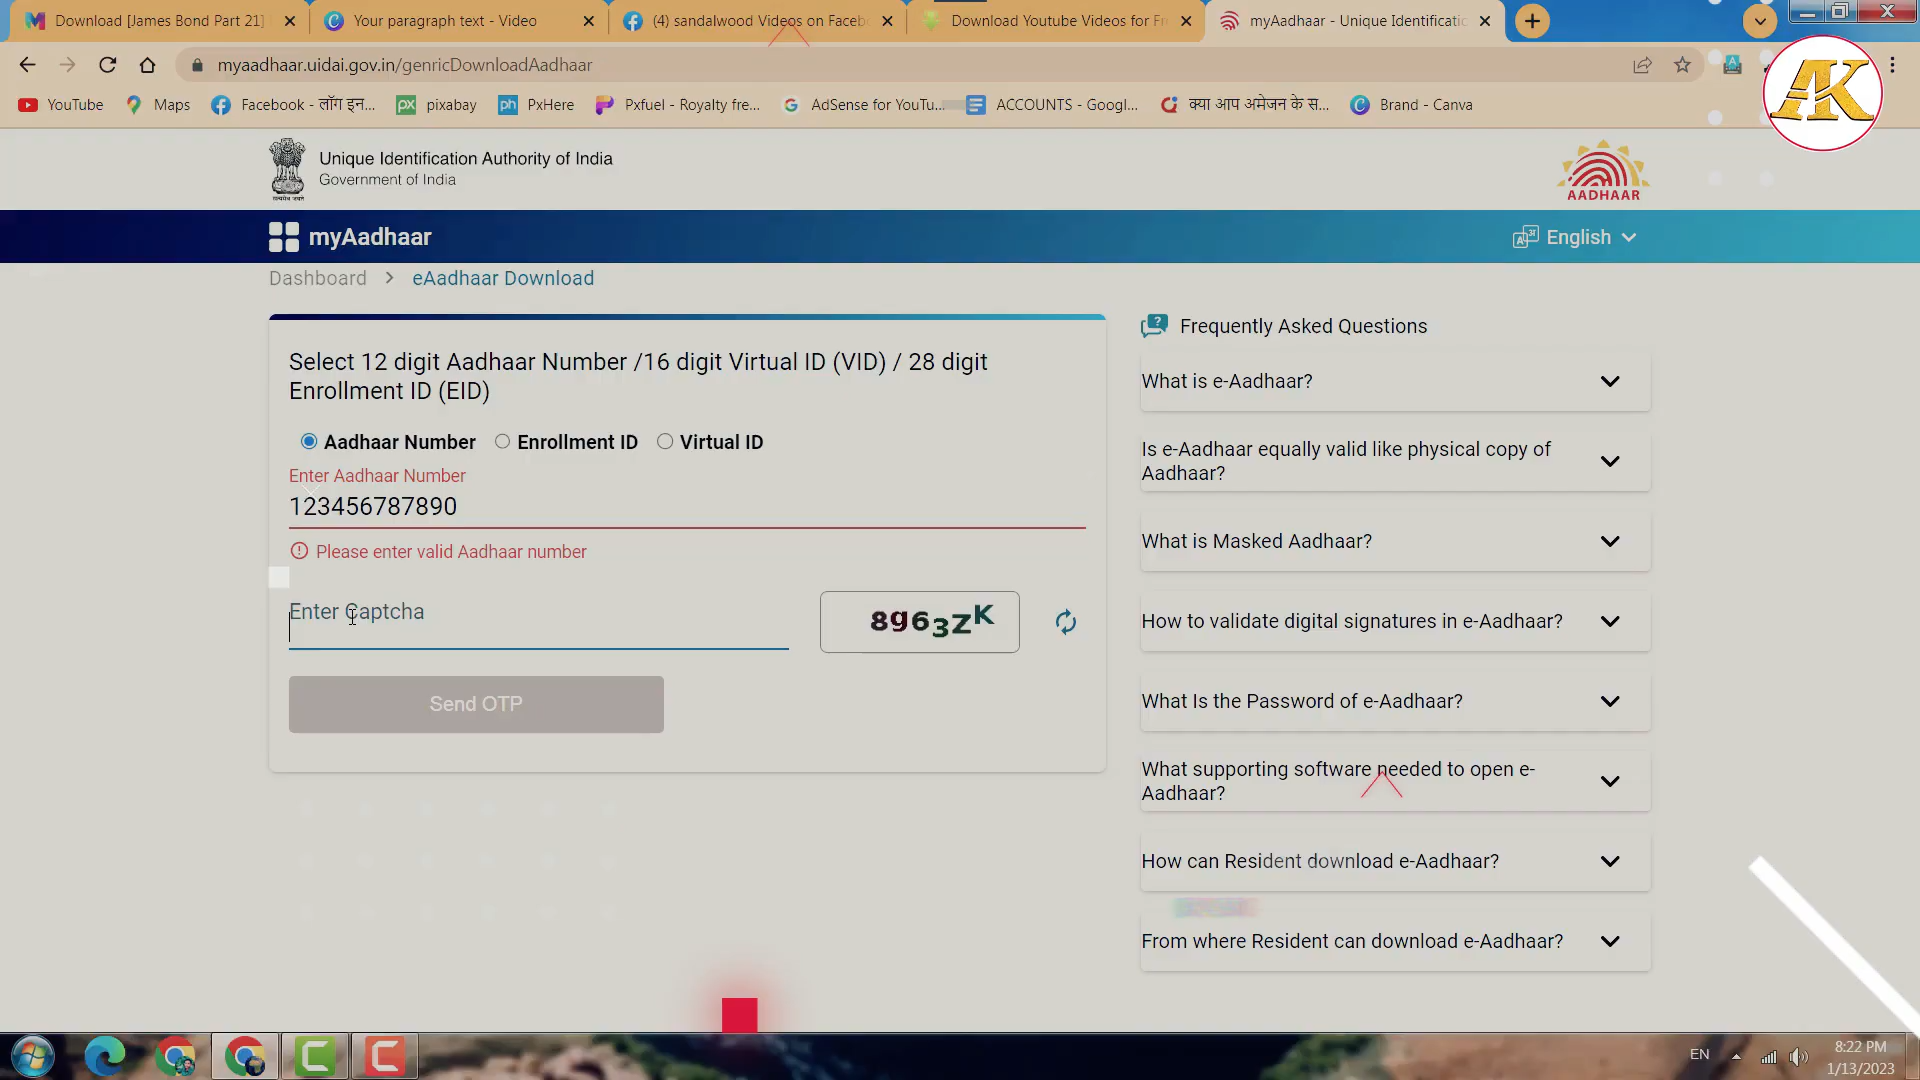 Download [James Bond Part 21]
Your paragraph text - Video
(4) sandalwood Videos on Faceb
Download Youtube Videos for Fr
myAadhaar - Unique Identificatic
myaadhaar.uidai.gov.in/genricDownloadAadhaar
YouTube
Maps
Facebook - लॉग इन...
px
pixabay
ph
PxHere
Pxfuel - Royalty fre...
AdSense for YouTu...
ACCOUNTS - Googl...
क्या आप अमेजन के स...
Brand - Canva
AK
Unique Identification Authority of India
Government of India
AADHAAR
myAadhaar
English
Dashboard > eAadhaar Download
Select 12 digit Aadhaar Number /16 digit Virtual ID (VID) / 28 digit
Enrollment ID (EID)
Aadhaar Number
Enrollment ID
Virtual ID
Enter Aadhaar Number
123456787890
Please enter valid Aadhaar number
Enter Captcha
8g63zK
Send OTP
Frequently Asked Questions
What is e-Aadhaar?
Is e-Aadhaar equally valid like physical copy of
Aadhaar?
What is Masked Aadhaar?
How to validate digital signatures in e-Aadhaar?
What Is the Password of e-Aadhaar?
What supporting software needed to open e-
Aadhaar?
How can Resident download e-Aadhaar?
From where Resident can download e-Aadhaar?
EN
8:22 PM
1/13/2023